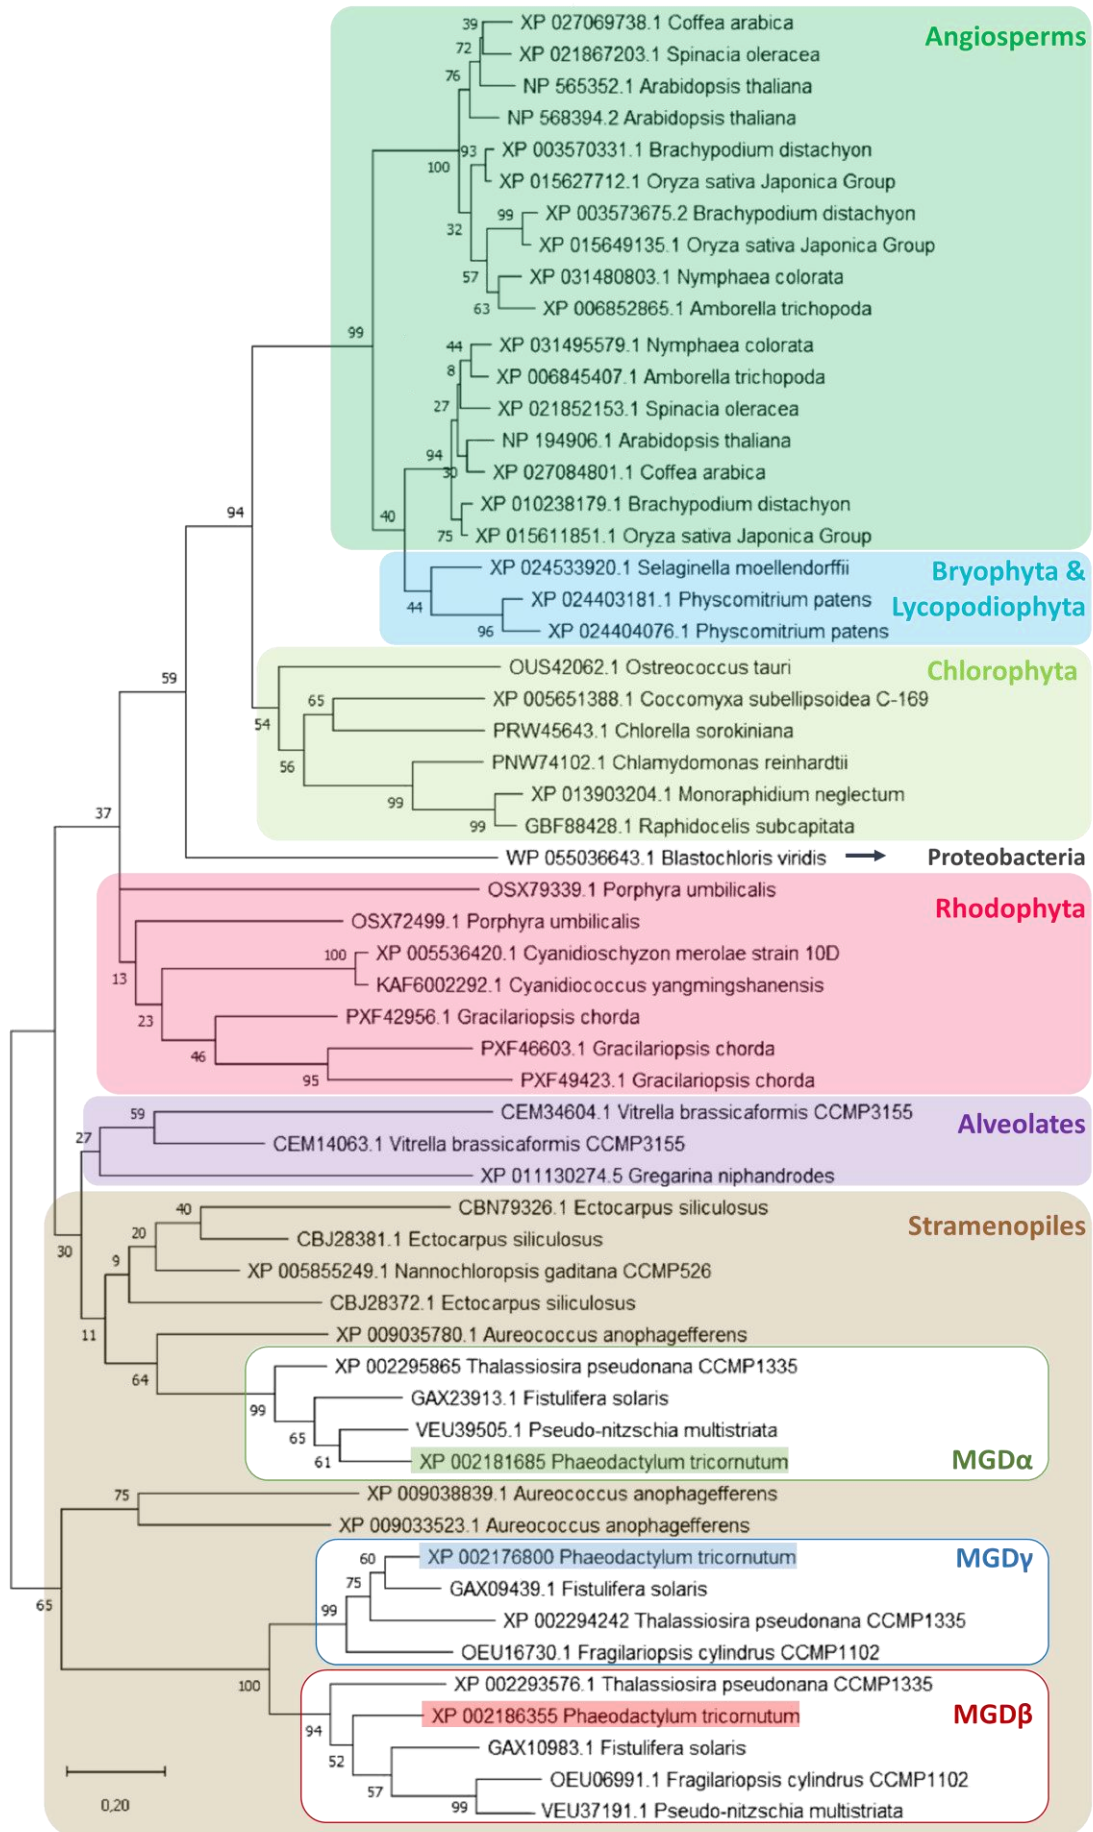 39
XP 027069738.1 Coffea arabica
Angiosperms
72
XP 021867203.1 Spinacia oleracea
76
NP 565352.1 Arabidopsis thaliana
NP 568394.2 Arabidopsis thaliana
93
XP 003570331.1 Brachypodium distachyon
100
XP 015627712.1 Oryza sativa Japonica Group
99
XP 003573675.2 Brachypodium distachyon
32
XP 015649135.1 Oryza sativa Japonica Group
57
XP 031480803.1 Nymphaea colorata
63
XP 006852865.1 Amborella trichopoda
99
44
XP 031495579.1 Nymphaea colorata
8
XP 006845407.1 Amborella trichopoda
27
XP 021852153.1 Spinacia oleracea
NP 194906.1 Arabidopsis thaliana
94
30
XP 027084801.1 Coffea arabica
XP 010238179.1 Brachypodium distachyon
40
75
XP 015611851.1 Oryza sativa Japonica Group
94
XP 024533920.1 Selaginella moellendorffii
Bryophyta &
Lycopodiophyta
44
XP 024403181.1 Physcomitrium patens
96
XP 024404076.1 Physcomitrium patens
OUS42062.1 Ostreococcus tauri
Chlorophyta
59
65
XP 005651388.1 Coccomyxa subellipsoidea C-169
54
PRW45643.1 Chlorella sorokiniana
56
PNW74102.1 Chlamydomonas reinhardtii
99
XP 013903204.1 Monoraphidium neglectum
99
GBF88428.1 Raphidocelis subcapitata
37
WP 055036643.1 Blastochloris viridis
Proteobacteria
OSX79339.1 Porphyra umbilicalis
Rhodophyta
OSX72499.1 Porphyra umbilicalis
100
XP 005536420.1 Cyanidioschyzon merolae strain 10D
13
KAF6002292.1 Cyanidiococcus yangmingshanensis
23
PXF42956.1 Gracilariopsis chorda
46
PXF46603.1 Gracilariopsis chorda
95
PXF49423.1 Gracilariopsis chorda
59
CEM34604.1 Vitrella brassicaformis CCMP3155
Alveolates
27
CEM14063.1 Vitrella brassicaformis CCMP3155
XP 011130274.5 Gregarina niphandrodes
40
CBN79326.1 Ectocarpus siliculosus
Stramenopiles
20
CBJ28381.1 Ectocarpus siliculosus
30
9
XP 005855249.1 Nannochloropsis gaditana CCMP526
CBJ28372.1 Ectocarpus siliculosus
11
XP 009035780.1 Aureococcus anophagefferens
64
XP 002295865 Thalassiosira pseudonana CCMP1335
99
GAX23913.1 Fistulifera solaris
65
VEU39505.1 Pseudo-nitzschia multistriata
61
XP 002181685 Phaeodactylum tricornutum
MGDα
75
XP 009038839.1 Aureococcus anophagefferens
XP 009033523.1 Aureococcus anophagefferens
60
XP 002176800 Phaeodactylum tricornutum
MGDγ
75
GAX09439.1 Fistulifera solaris
65
99
XP 002294242 Thalassiosira pseudonana CCMP1335
OEU16730.1 Fragilariopsis cylindrus CCMP1102
100
XP 002293576.1 Thalassiosira pseudonana CCMP1335
94
XP 002186355 Phaeodactylum tricornutum
MGDβ
52
GAX10983.1 Fistulifera solaris
57
OEU06991.1 Fragilariopsis cylindrus CCMP1102
99
VEU37191.1 Pseudo-nitzschia multistriata
0,20